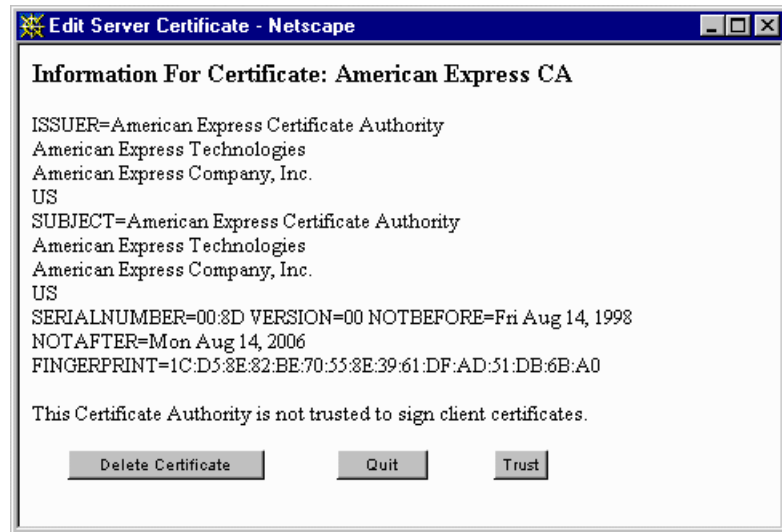 Edit Server Certificate - Netscape
Information For Certificate: American Express CA
ISSUER=American Express Certificate Authority
American Express Technologies
American Express Company, Inc.
US
SUBJECT=American Express Certificate Authority
American Express Technologies
American Express Company, Inc.
US
SERIALNUMBER=00:8D VERSION=00 NOTBEFORE=Fri Aug 14, 1998
NOTAFTER=Mon Aug 14, 2006
FINGERPRINT=1C:D5:8E:82:BE:70:55:8E:39:61:DF:AD:51:DB:6B:A0
This Certificate Authority is not trusted to sign client certificates.
Delete Certificate Quit Trust